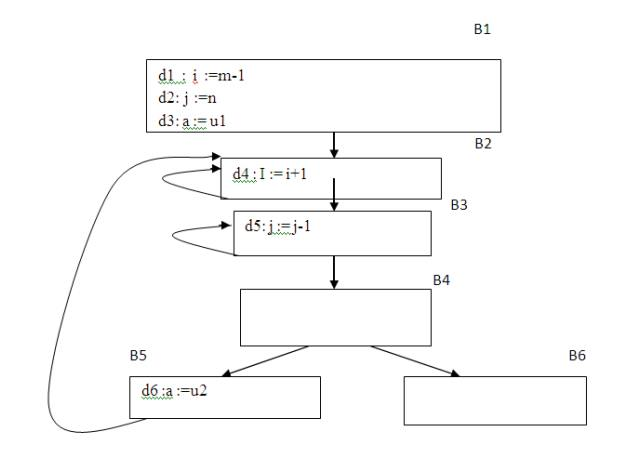 B1
d1 : i :=m-1
d2: j :=n
d3: a := u1
B2
d4 : I := i+1
B3
d5: j := j-1
B4
B5
B6
d6 :a :=u2